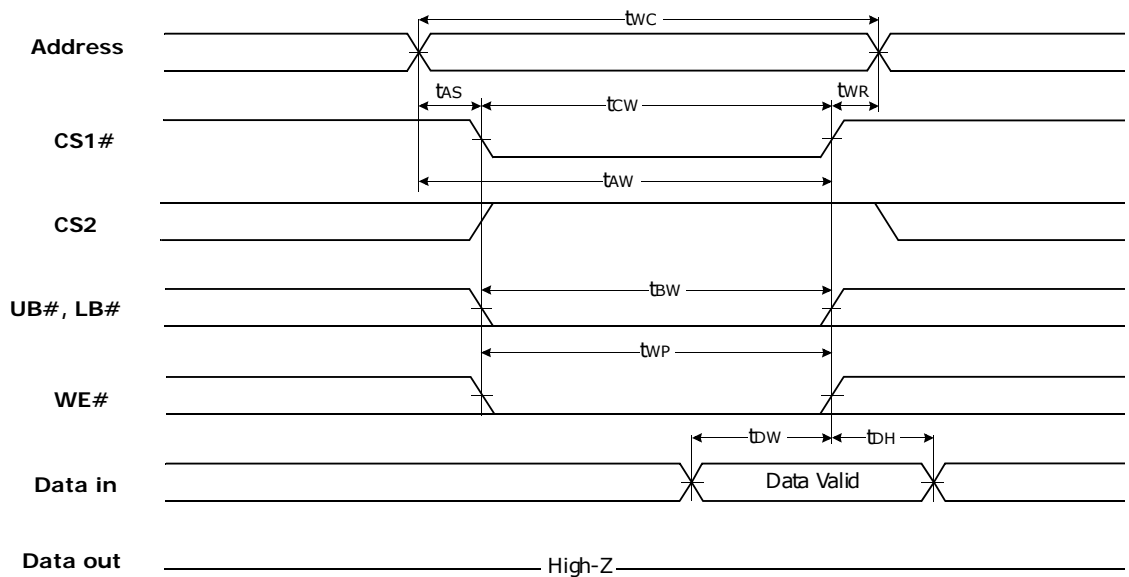 tWC
Address
tAS tCW tWR
CS1#
tAW
CS2
tBW
UB#, LB#
tWP
WE#
tDW tDH
Data in Data Valid
Data out High-Z